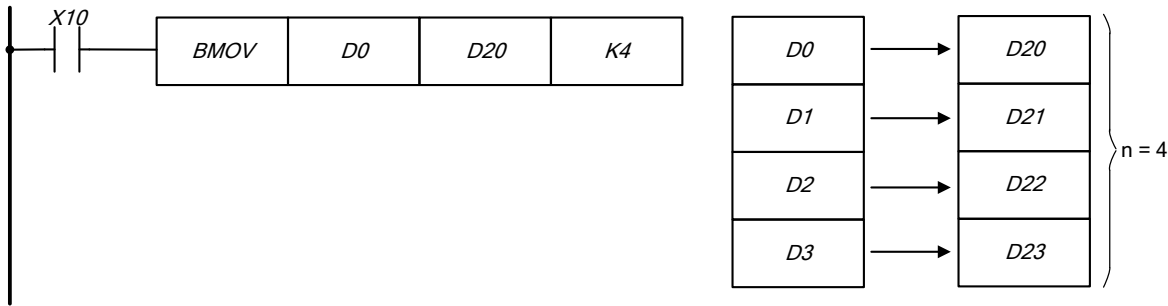 X10
BMOV D0 D20 K4
D0 D20
D1 D21
n = 4
D2 D22
D3 D23